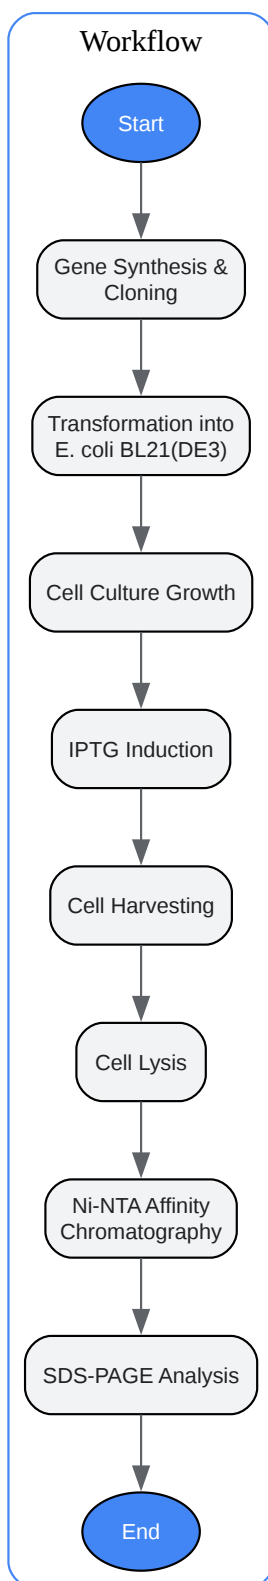 Workflow
Start
Gene Synthesis &
Cloning
Transformation into
E. coli BL21(DE3)
Cell Culture Growth
IPTG Induction
Cell Harvesting
Cell Lysis
Ni-NTA Affinity
Chromatography
SDS-PAGE Analysis
End